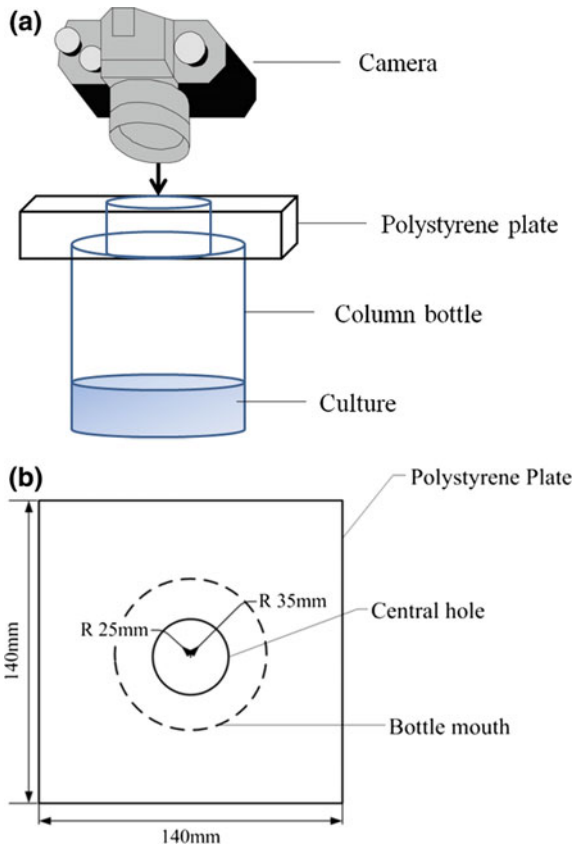 (a)
Camera
Polystyrene plate
Column bottle
Culture
(b)
Polystyrene Plate
R 35mm
Central hole
R 25mm
140mm
Bottle mouth
140mm